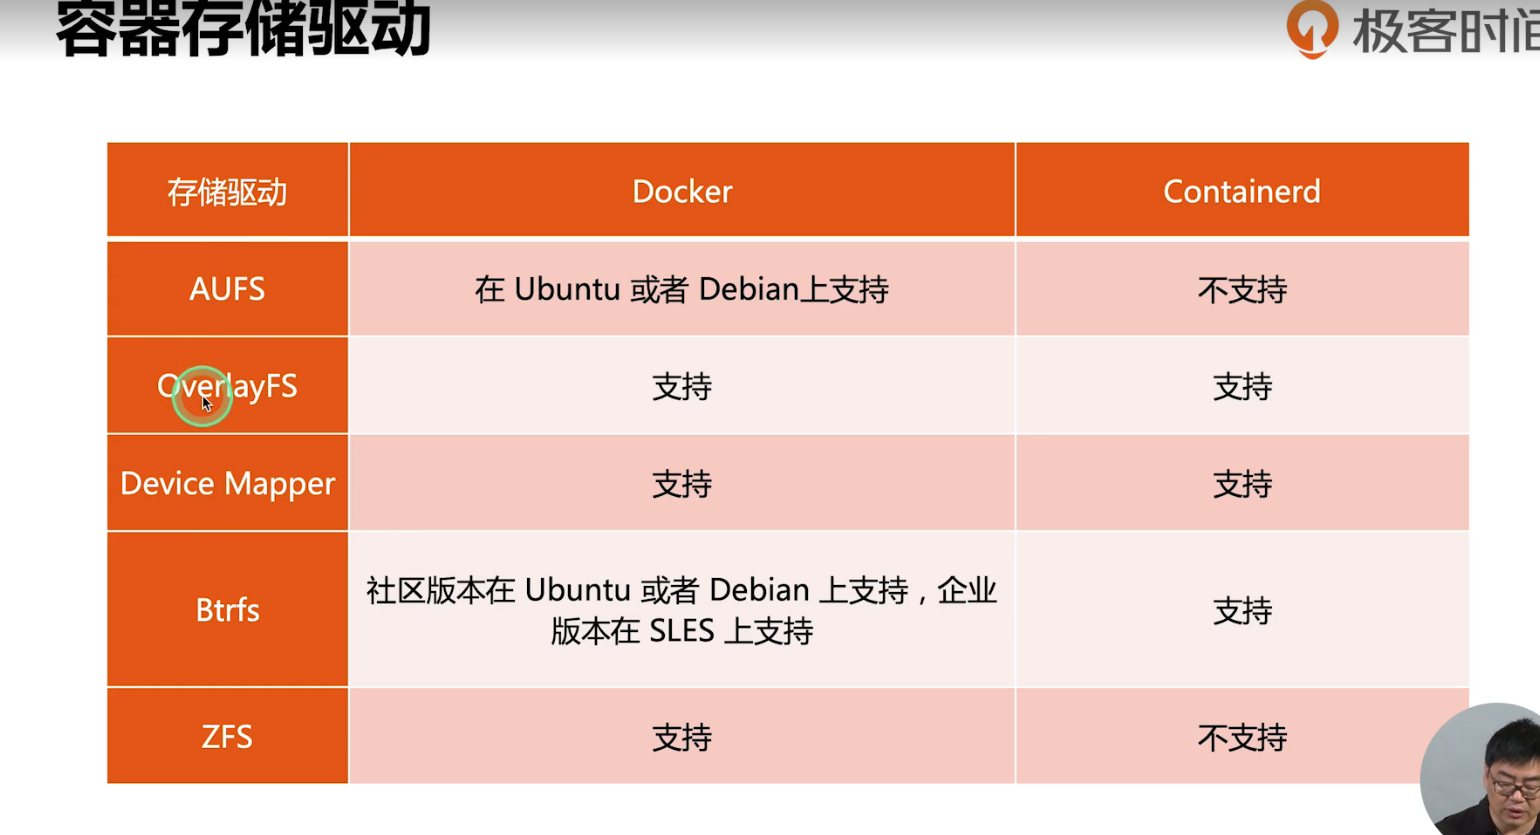 容器存储驱动
极客时间
存储驱动 Docker Containerd
AUFS 在 Ubuntu 或者 Debian上支持 不支持
OverlayFS 支持 支持
Device Mapper 支持 支持
Btrfs 社区版本在 Ubuntu 或者 Debian 上支持，企业
版本在 SLES 上支持 支持
ZFS 支持 不支持